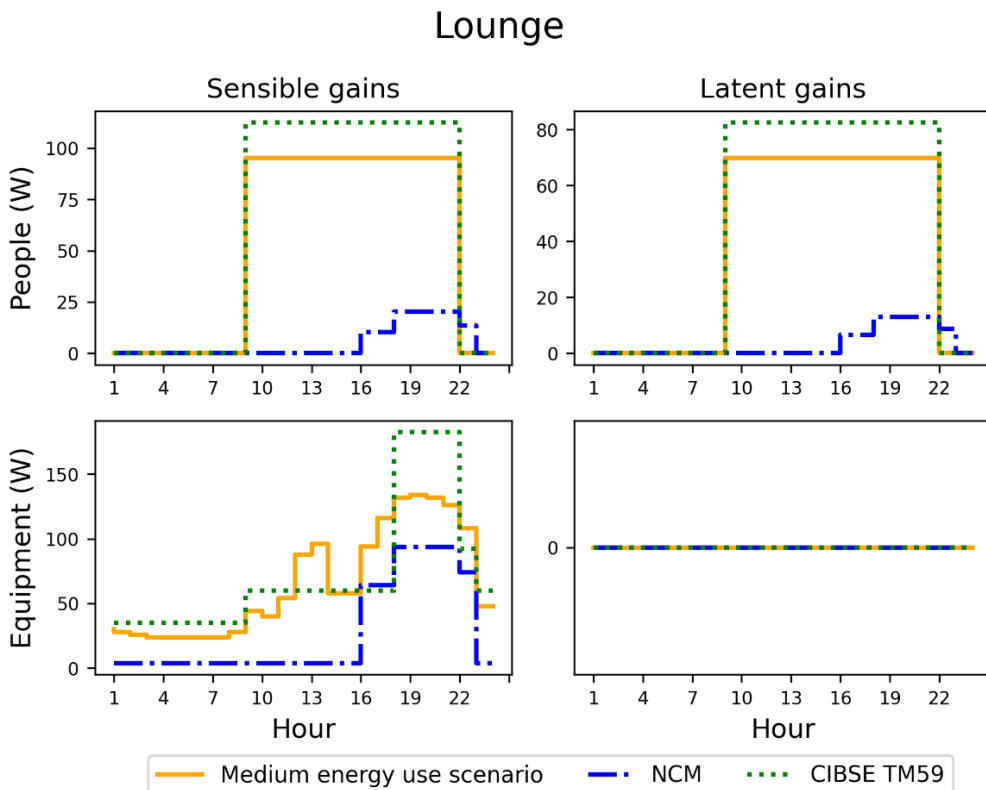 Lounge
Sensible gains
Latent gains
People (W)
100
75
50
25
0
1 4 7 10 13 16 19 22
80
60
40
20
0
1 4 7 10 13 16 19 22
Equipment (W)
150
100
50
0
1 4 7 10 13 16 19 22
Hour
0
1 4 7 10 13 16 19 22
Hour
Medium energy use scenario NCM CIBSE TM59